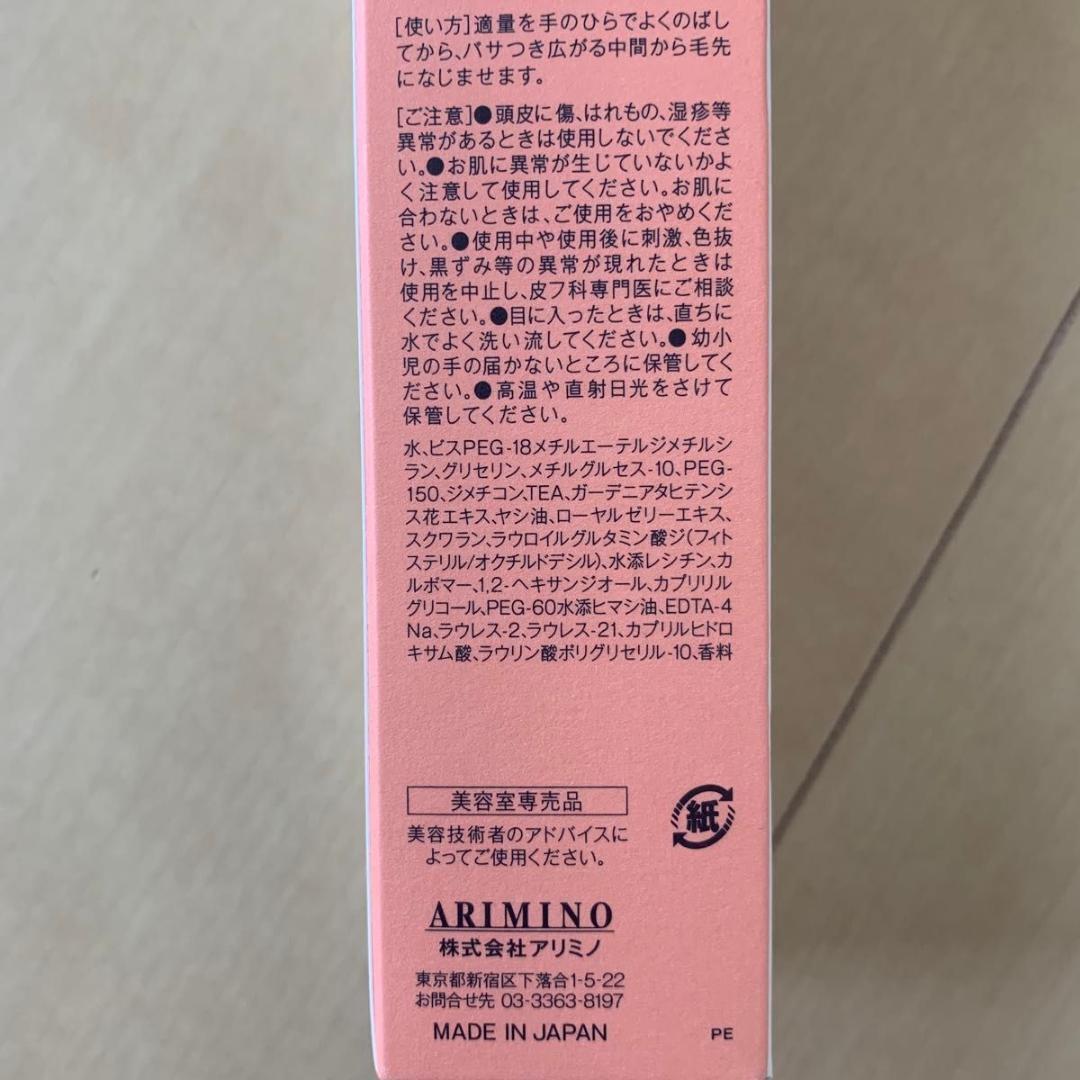 [使い方]適量を手のひらでよくのばし
てから、パサつき広がる中間から毛先
になじませます。
[ご注意]●頭皮に傷、はれもの、湿疹等
異常があるときは使用しないでくださ
い。●お肌に異常が生じていないかよ
く注意して使用してください。お肌に
合わないときは、ご使用をおやめくだ
さい。●使用中や使用後に刺激、色抜
け、黒ずみ等の異常が現れたときは
使用を中止し、皮フ科専門医にご相談
ください。●目に入ったときは、直ちに
水でよく洗い流してください。●幼小
児の手の届かないところに保管してく
ださい。●高温や直射日光をさけて
保管してください。
水、ビスPEG-18メチルエーテルジメチルシ
ラン、グリセリン、メチルグルセス-10、PEG-
150、ジメチコン、TEA、ガーデニアタヒテンシ
ス花エキス、ヤシ油、ローヤルゼリーエキス、
スクワラン、ラウロイルグルタミン酸ジ(フィト
ステリル/オクチルドデシル)、水添レシチン、カ
ルボマー、1,2-ヘキサンジオール、カプリリル
グリコール、PEG-60水添ヒマシ油、EDTA-4
Na、ラウレス-2、ラウレス-21、カプリルヒドロ
キサム酸、ラウリン酸ポリグリセリル-10、香料
美容室専売品
美容技術者のアドバイスに
よってご使用ください。
紙
ARIMINO
株式会社アリミノ
東京都新宿区下落合1-5-22
お問合せ先 03-3363-8197
MADE IN JAPAN
PE